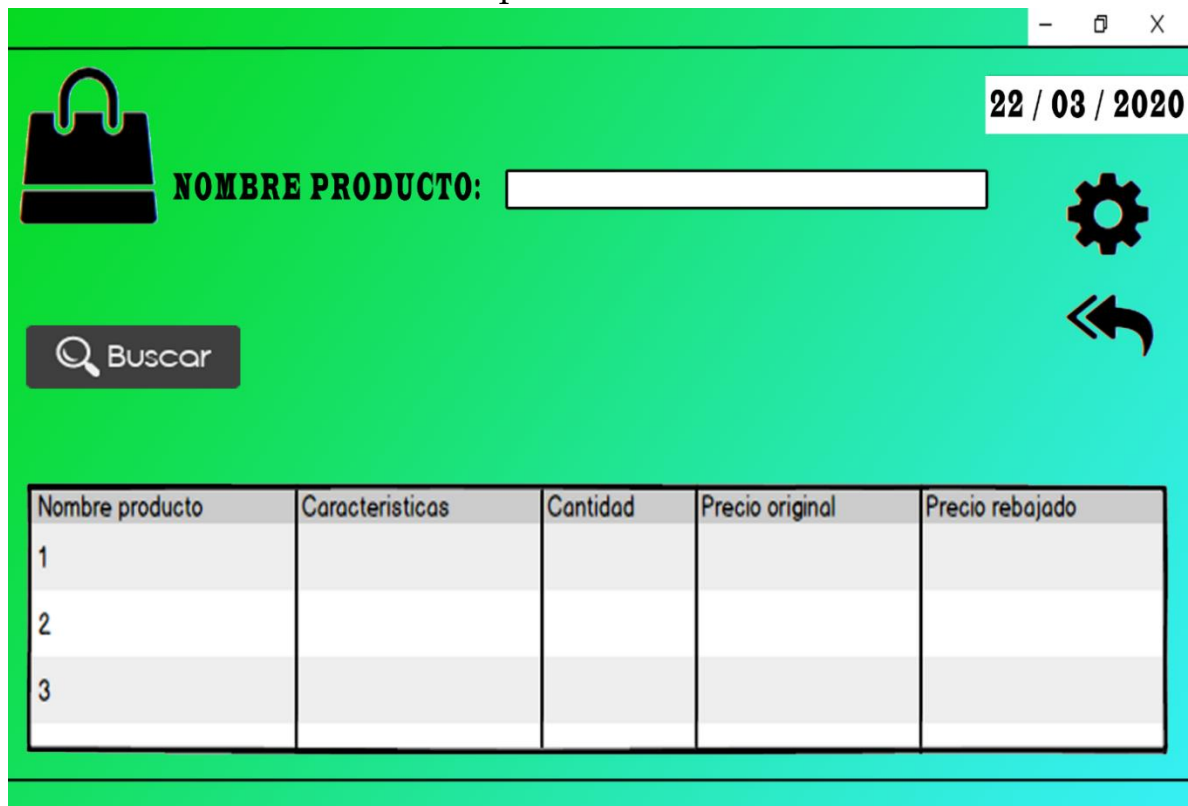 22 / 03 / 2020
NOMBRE PRODUCTO:
Buscar
Nombre producto Caracteristicas Cantidad Precio original Precio rebajado
1
2
3